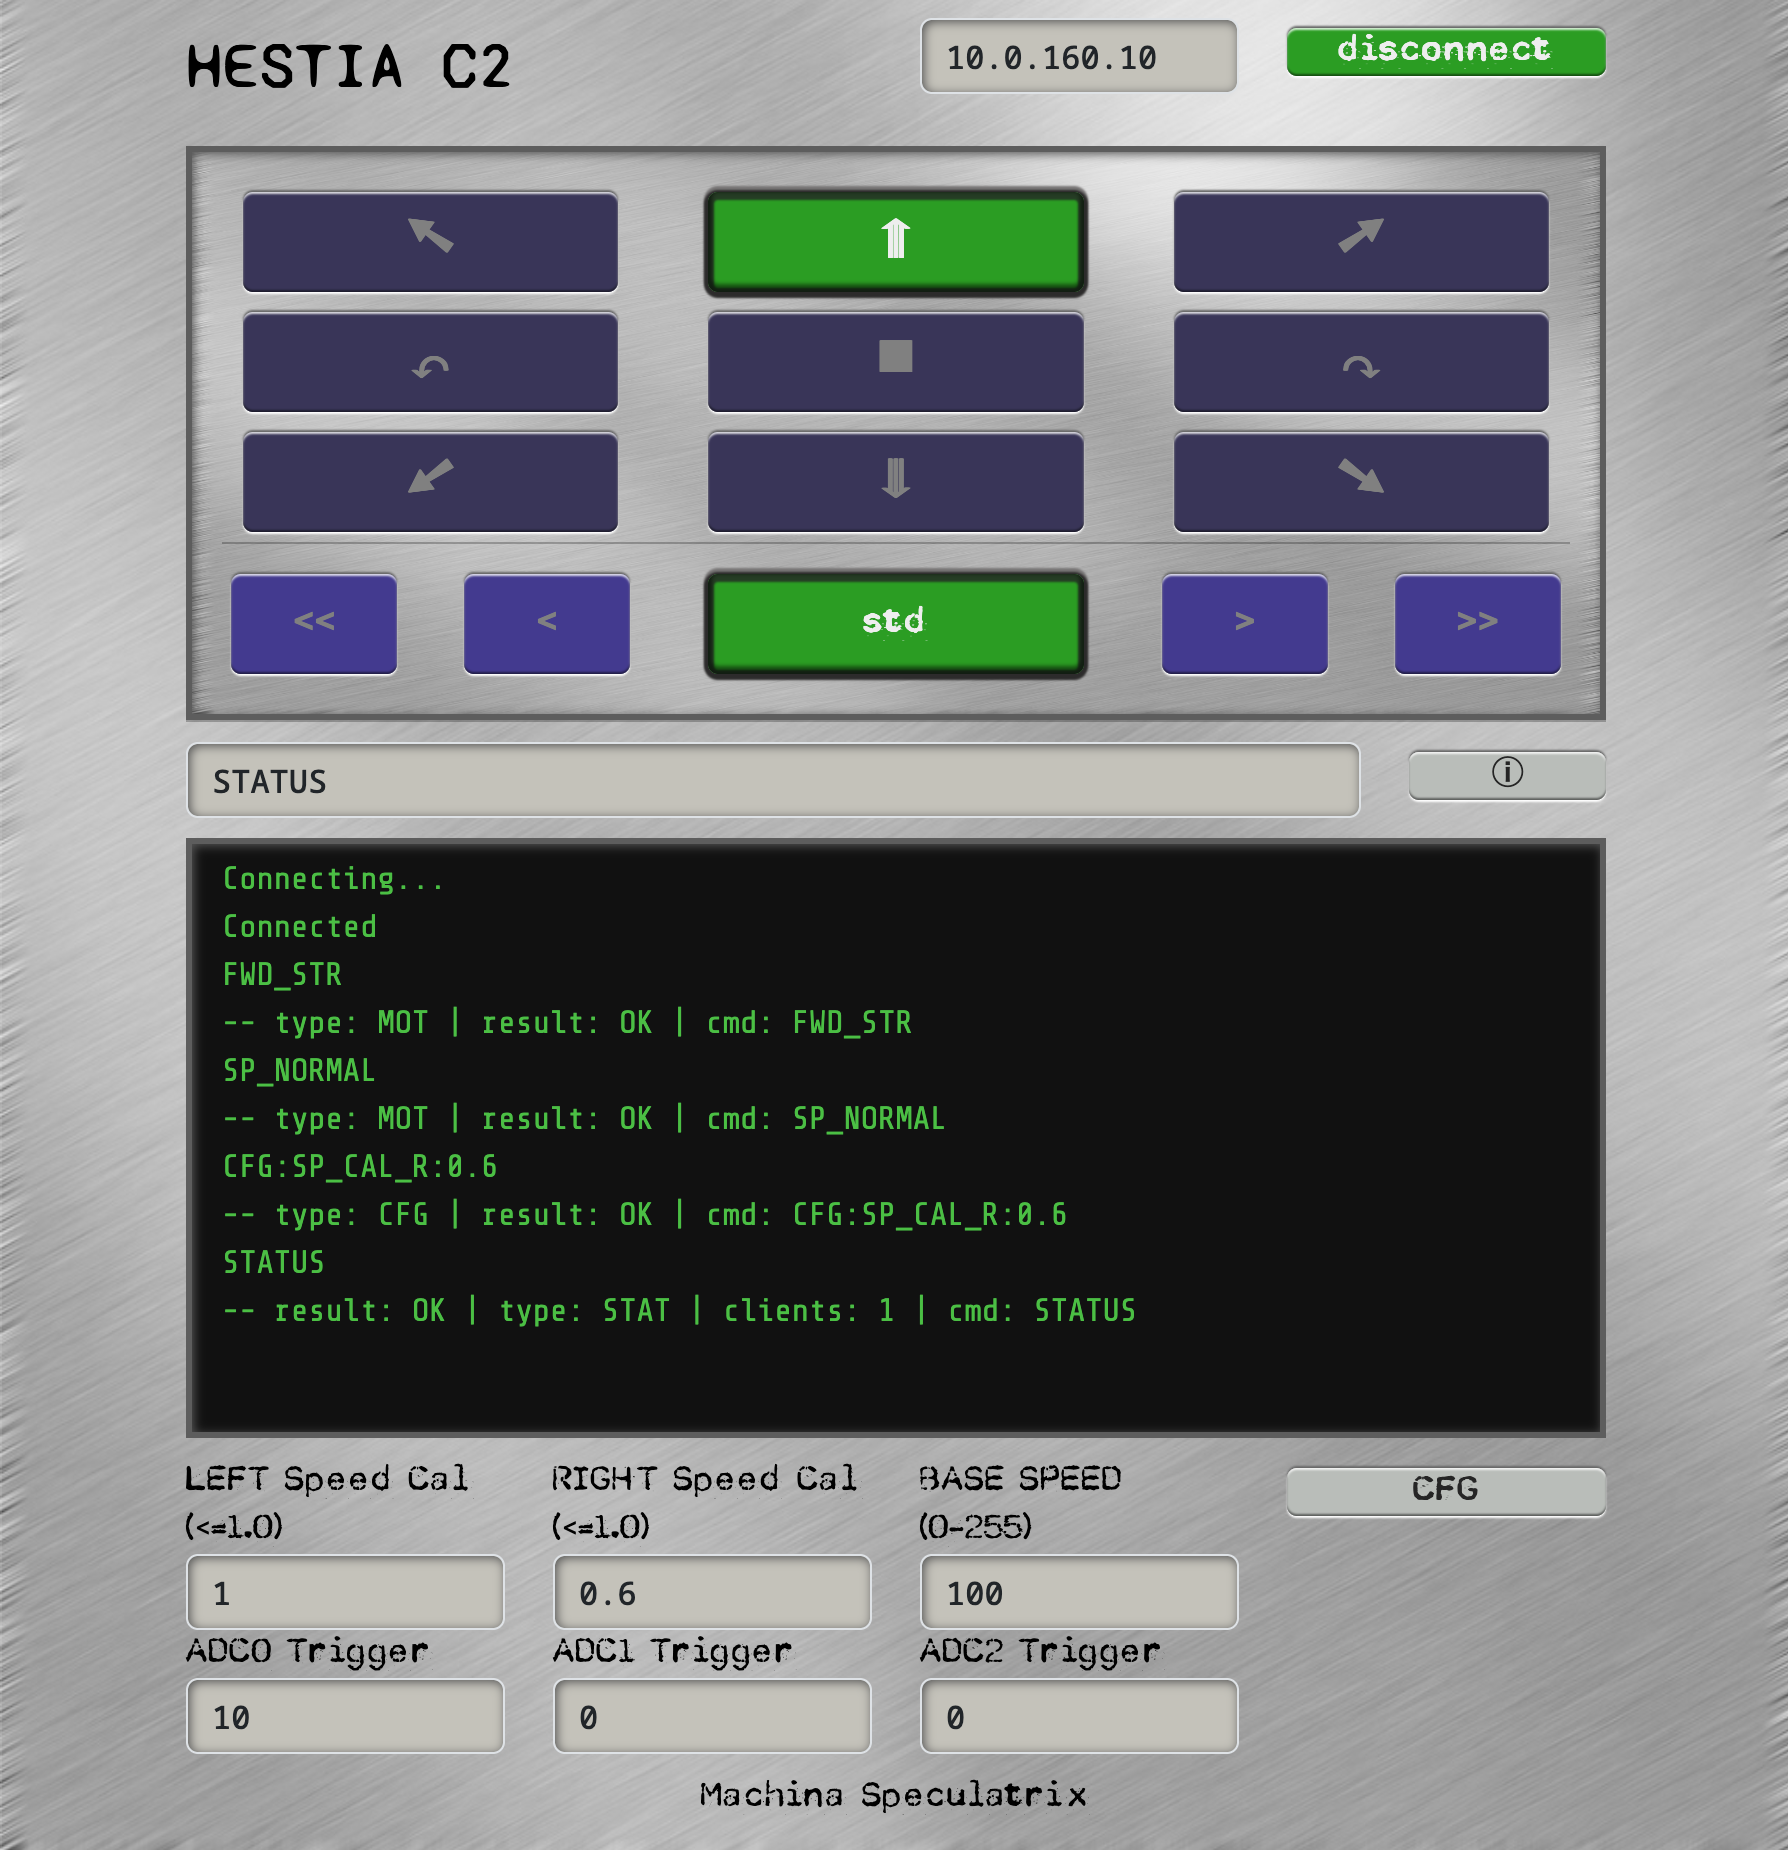 HESTIA C2
10.0.160.10
disconnect
<<
<
std
>
>>
STATUS
ⓘ
Connecting...
Connected
FWD_STR
-- type: MOT | result: OK | cmd: FWD_STR
SP_NORMAL
-- type: MOT | result: OK | cmd: SP_NORMAL
CFG:SP_CAL_R:0.6
-- type: CFG | result: OK | cmd: CFG:SP_CAL_R:0.6
STATUS
-- result: OK | type: STAT | clients: 1 | cmd: STATUS
LEFT Speed Cal
(<=1.0)
RIGHT Speed Cal
(<=1.0)
BASE SPEED
(0-255)
CFG
1
0.6
100
ADC0 Trigger
ADC1 Trigger
ADC2 Trigger
10
0
0
Machina Speculatrix